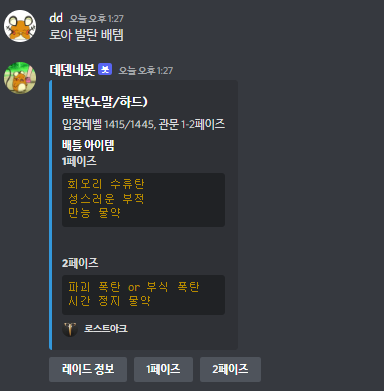 dd 오늘 오후 1:27
로아 발탄 배템
데덴네봇 봇 오늘 오후 1:27
발탄(노말/하드)
입장레벨 1415/1445, 관문 1-2페이즈
배틀 아이템
1페이즈
회오리 수류탄
성스러운 부적
만능 물약
2페이즈
파괴 폭탄 or 부식 폭탄
시간 정지 물약
로스트아크
레이드 정보 1페이즈 2페이즈